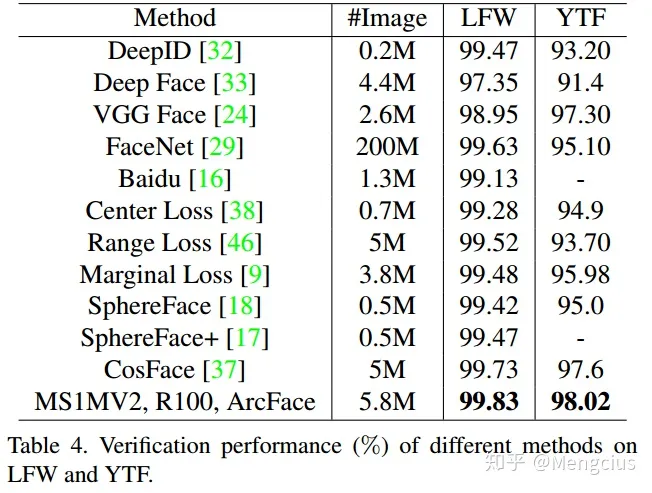 Method #Image LFW YTF
DeepID [32] 0.2M 99.47 93.20
Deep Face [33] 4.4M 97.35 91.4
VGG Face [24] 2.6M 98.95 97.30
FaceNet [29] 200M 99.63 95.10
Baidu [16] 1.3M 99.13 -
Center Loss [38] 0.7M 99.28 94.9
Range Loss [46] 5M 99.52 93.70
Marginal Loss [9] 3.8M 99.48 95.98
SphereFace [18] 0.5M 99.42 95.0
SphereFace+ [17] 0.5M 99.47 -
CosFace [37] 5M 99.73 97.6
MS1MV2, R100, ArcFace 5.8M 99.83 98.02
Table 4. Verification performance (%) of different methods on
LFW and YTF.
知乎 @Mengcius